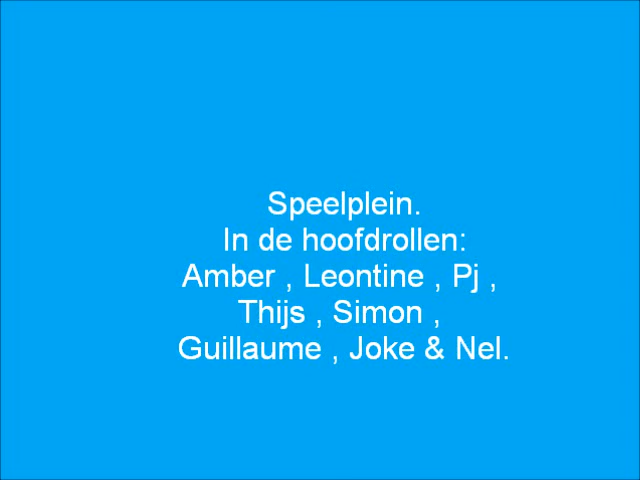 Speelplein.
In de hoofdrollen:
Amber , Leontine , Pj ,
Thijs , Simon ,
Guillaume , Joke & Nel.